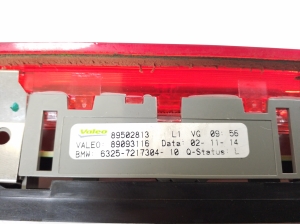 Valeo 89502813 L1 VG 09:56
VALEO: 89093116 Data: 02-11-14
BMW 6325-7217304-10 Q-Status: L